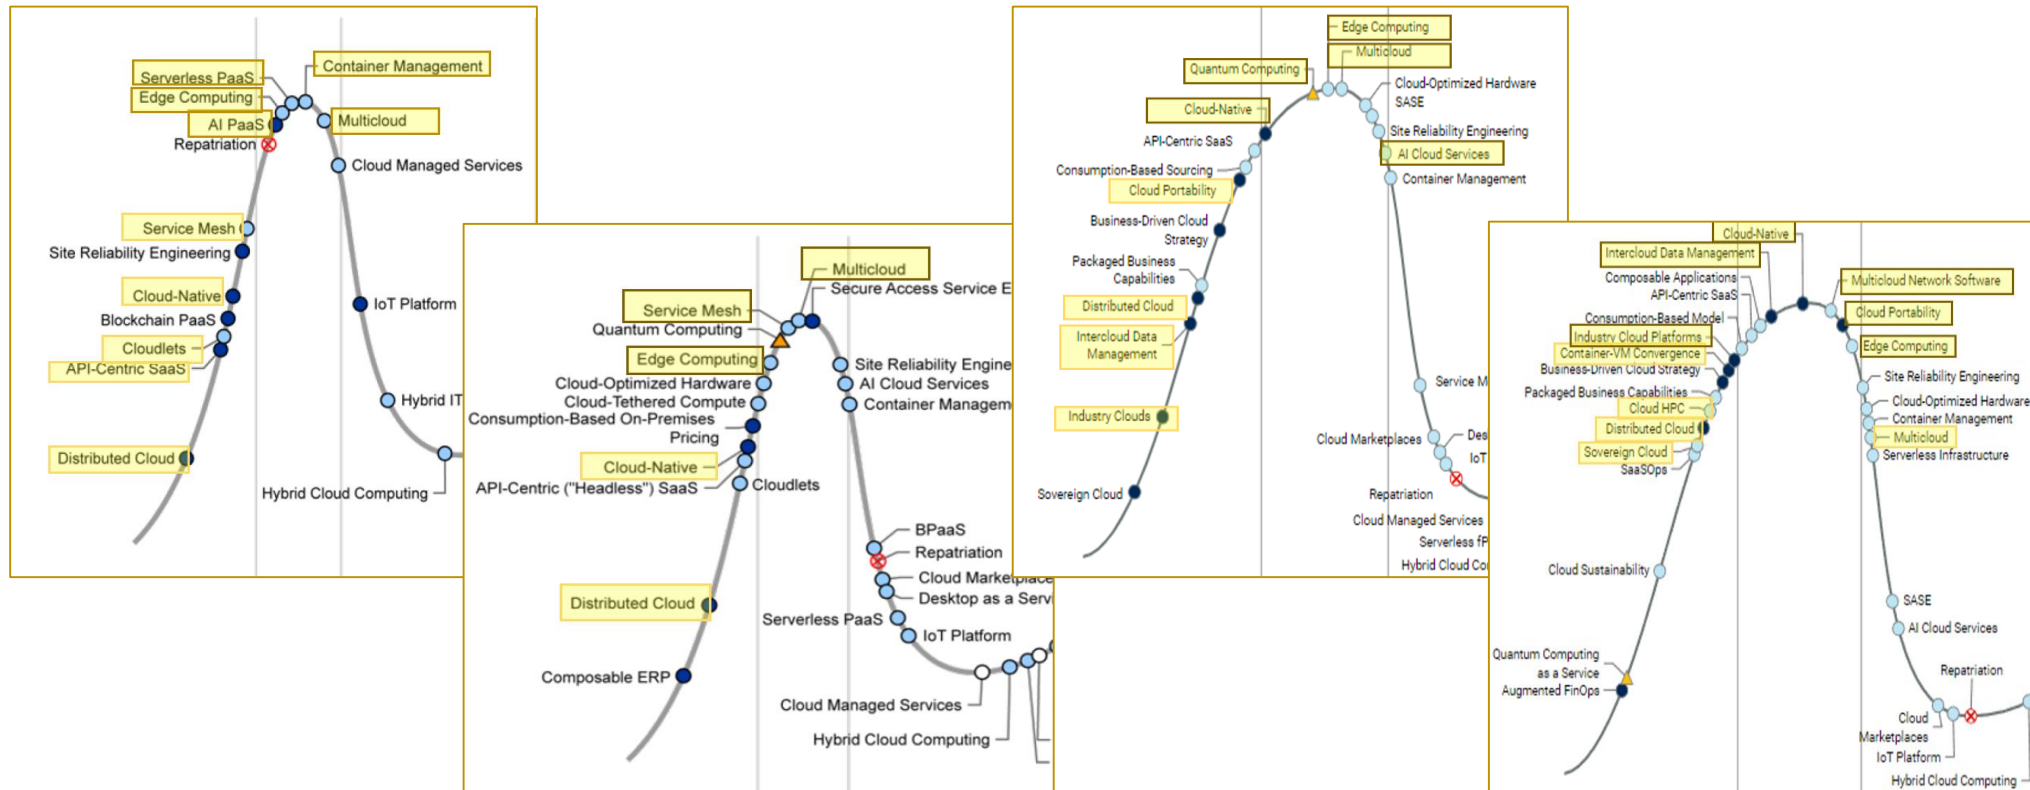 Container Management
Serverless PaaS
Edge Computing
Multicloud
AI PaaS
Repatriation
Cloud Managed Services
Service Mesh
Site Reliability Engineering
Cloud-Native
IoT Platform
Blockchain PaaS
Cloudlets
API-Centric SaaS
Hybrid IT
Distributed Cloud
Hybrid Cloud Computing
Multicloud
Secure Access Service E
Service Mesh
Quantum Computing
Edge Computing
Site Reliability Enginee
Cloud-Optimized Hardware
AI Cloud Services
Cloud-Tethered Compute
Container Managem
Consumption-Based On-Premises
Pricing
Cloud-Native
API-Centric ("Headless") SaaS
Cloudlets
BPaaS
Repatriation
Cloud Marketplace
Desktop as a Servi
Distributed Cloud
Serverless PaaS
IoT Platform
Composable ERP
Cloud Managed Services
Hybrid Cloud Computing
Edge Computing
Multicloud
Quantum Computing
Cloud-Optimized Hardware
SASE
Cloud-Native
Site Reliability Engineering
API-Centric SaaS
AI Cloud Services
Consumption-Based Sourcing
Container Management
Cloud Portability
Business-Driven Cloud
Strategy
Packaged Business
Capabilities
Distributed Cloud
Intercloud Data
Management
Service M
Industry Clouds
Cloud Marketplaces
Des
IoT
Sovereign Cloud
Repatriation
Cloud Managed Services
Serverless fP
Hybrid Cloud Co
Cloud-Native
Intercloud Data Management
Composable Applications
Multicloud Network Software
API-Centric SaaS
Cloud Portability
Consumption-Based Model
Industry Cloud Platforms
Edge Computing
Container-VM Convergence
Business-Driven Cloud Strategy
Site Reliability Engineering
Packaged Business Capabilities
Cloud-Optimized Hardware
Cloud HPC
Container Management
Distributed Cloud
Multicloud
Sovereign Cloud
Serverless Infrastructure
SaaSOps
Cloud Sustainability
SASE
AI Cloud Services
Quantum Computing
as a Service
Augmented FinOps
Repatriation
Cloud
Marketplaces
IoT Platform
Hybrid Cloud Computing